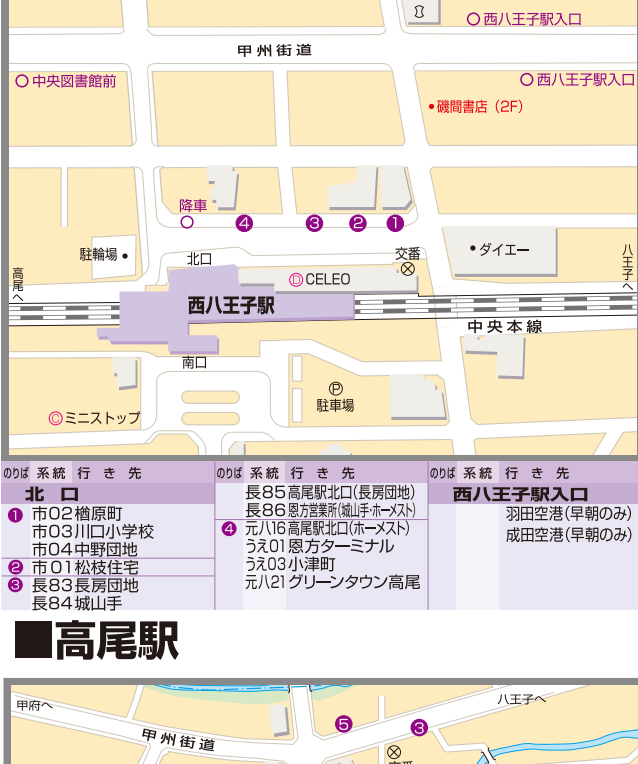 西八王子駅入口
甲州街道
中央図書館前
西八王子駅入口
磯間書店（2F）
降車
4
3
2
1
駐輪場
北口
交番
ダイエー
八王子へ
高尾へ
D CELEO
西八王子駅
中央本線
南口
P
駐車場
C ミニストップ
のりば 系統 行き先
北口
1 市02 楢原町
市03 川口小学校
市04 中野団地
2 市01 松枝住宅
3 長83 長房団地
長84 城山手
のりば 系統 行き先
長85 高尾駅北口(長房団地)
長86 恩方営業所(城山手・ホーメスト)
4 元八16 高尾駅北口(ホーメスト)
うえ01 恩方ターミナル
うえ03 小津町
元八21 グリーンタウン高尾
のりば 系統 行き先
西八王子駅入口
羽田空港(早朝のみ)
成田空港(早朝のみ)
■高尾駅
甲府へ
八王子へ
甲州街道
5
3
交番